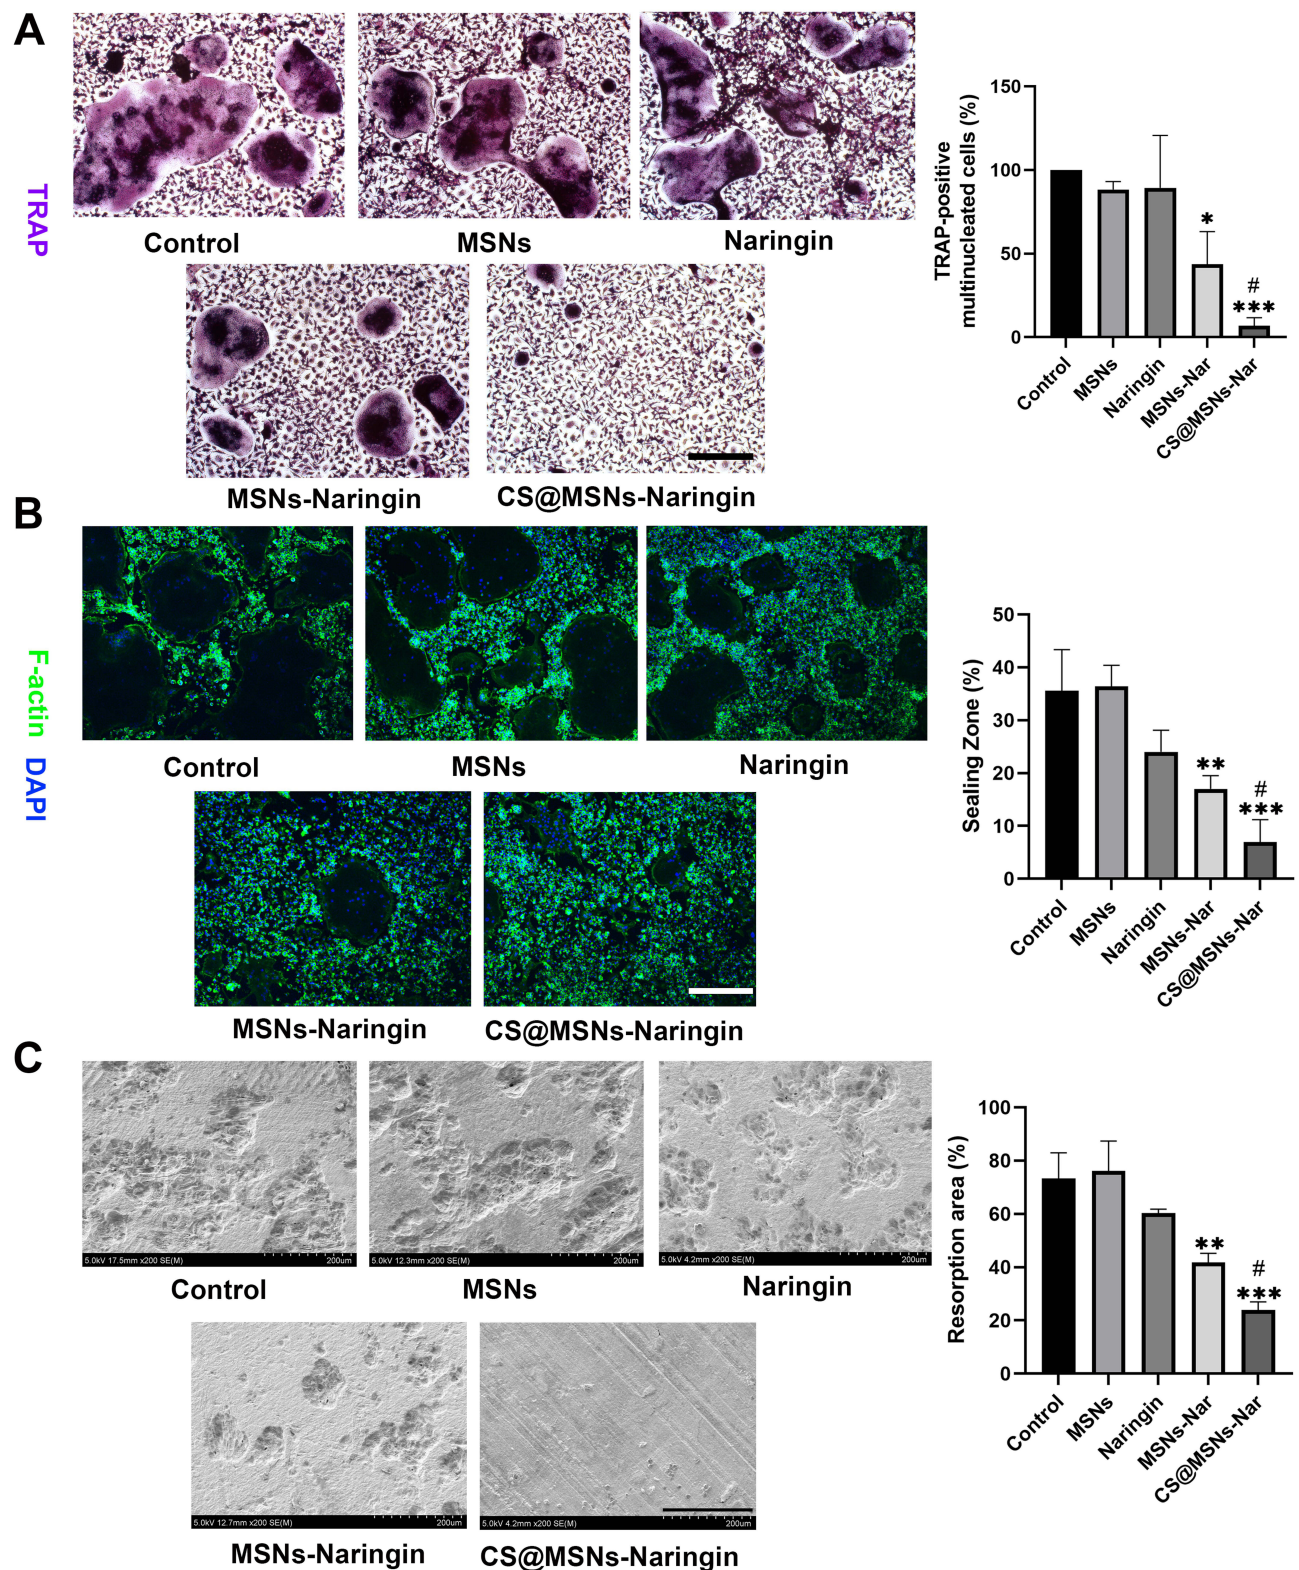 A
TRAP
Control
MSNs
Naringin
MSNs-Naringin
CS@MSNs-Naringin
TRAP-positive
multinucleated cells (%)
150
100
50
0
*
#
***
Control
MSNs
Naringin
MSNs-Nar
CS@MSNs-Nar
B
F-actin DAPI
Control
MSNs
Naringin
MSNs-Naringin
CS@MSNs-Naringin
Sealing Zone (%)
50
40
30
20
10
0
**
#
***
Control
MSNs
Naringin
MSNs-Nar
CS@MSNs-Nar
C
5.0kV 17.5mm x200 SE(M) 200um
5.0kV 12.3mm x200 SE(M) 200um
5.0kV 4.2mm x200 SE(M) 200um
Control
MSNs
Naringin
5.0kV 12.7mm x200 SE(M) 200um
5.0kV 4.2mm x200 SE(M) 200um
MSNs-Naringin
CS@MSNs-Naringin
Resorption area (%)
100
80
60
40
20
0
**
#
***
Control
MSNs
Naringin
MSNs-Nar
CS@MSNs-Nar